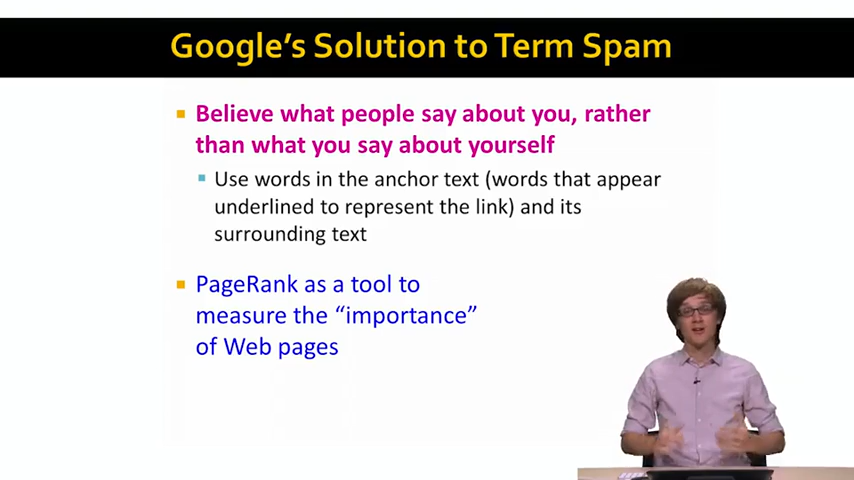 Google's Solution to Term Spam
Believe what people say about you, rather
than what you say about yourself
Use words in the anchor text (words that appear
underlined to represent the link) and its
surrounding text
PageRank as a tool to
measure the “importance”
of Web pages